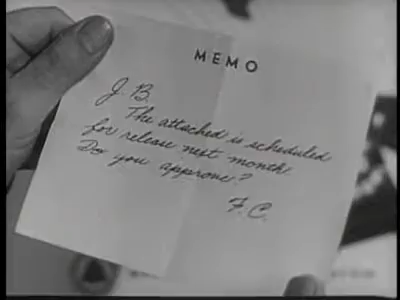 MEMO
J. B.
The attached is scheduled
for release next month.
Do you approve?
F. C.